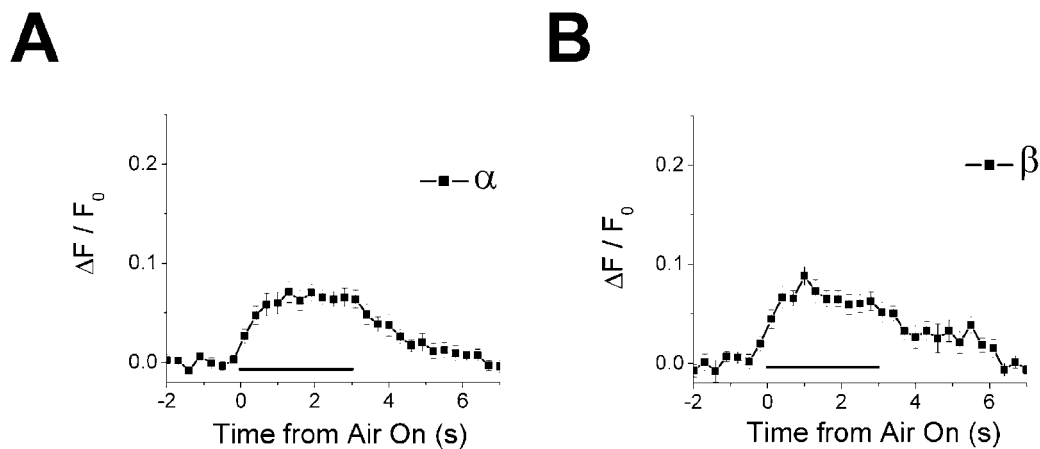 A
B
0.2
0.1
0.0
ΔF / F0
α
-2 0 2 4 6
Time from Air On (s)
0.2
0.1
0.0
ΔF / F0
β
-2 0 2 4 6
Time from Air On (s)